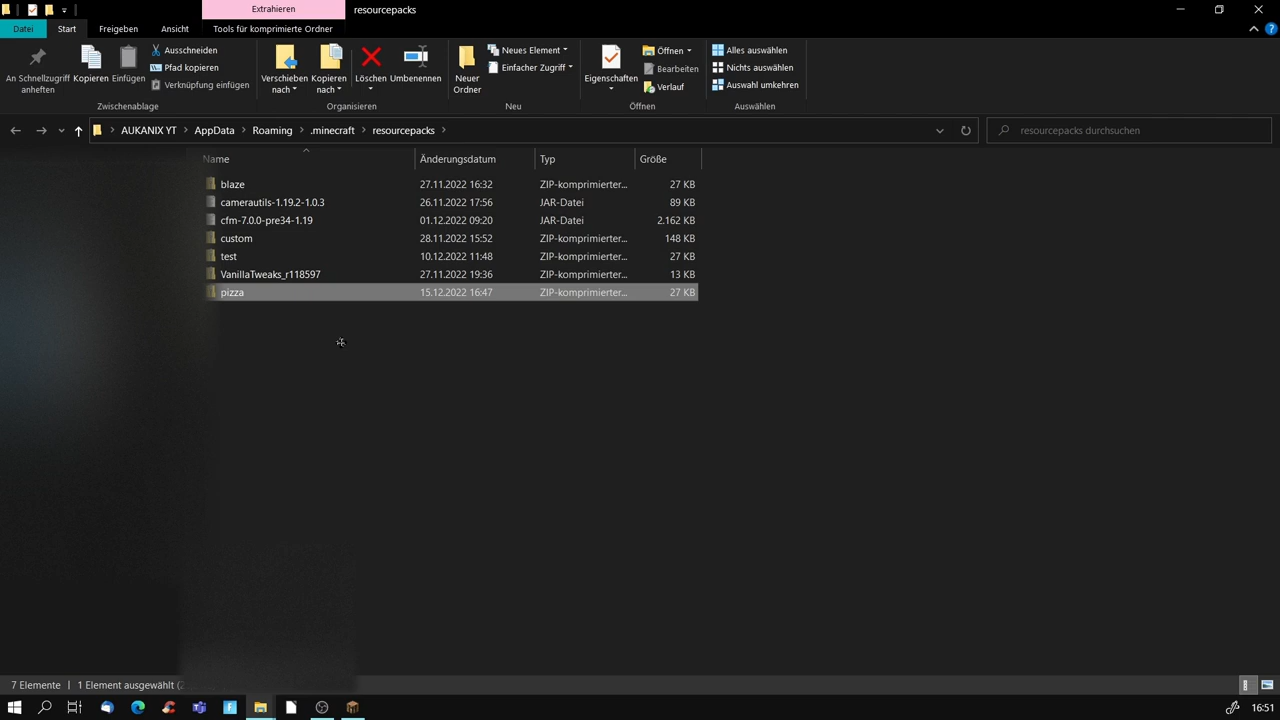 Extrahieren resourcepacks
Datei Start Freigeben Ansicht Tools für komprimierte Ordner
An Schnellzugriff anheften
Kopieren
Einfügen
Ausschneiden
Pfad kopieren
Verknüpfung einfügen
Zwischenablage
Verschieben nach
Kopieren nach
Löschen
Umbenennen
Organisieren
Neuer Ordner
Neues Element
Einfacher Zugriff
Neu
Eigenschaften
Öffnen
Bearbeiten
Verlauf
Öffnen
Alles auswählen
Nichts auswählen
Auswahl umkehren
Auswählen
AUKANIX YT AppData Roaming .minecraft resourcepacks
resourcepacks durchsuchen
Name Änderungsdatum Typ Größe
blaze 27.11.2022 16:32 ZIP-komprimierter... 27 KB
camerautils-1.19.2-1.0.3 26.11.2022 17:56 JAR-Datei 89 KB
cfm-7.0.0-pre34-1.19 01.12.2022 09:20 JAR-Datei 2.162 KB
custom 28.11.2022 15:52 ZIP-komprimierter... 148 KB
test 10.12.2022 11:48 ZIP-komprimierter... 27 KB
VanillaTweaks_r118597 27.11.2022 19:36 ZIP-komprimierter... 13 KB
pizza 15.12.2022 16:47 ZIP-komprimierter... 27 KB
7 Elemente 1 Element ausgewählt
16:51